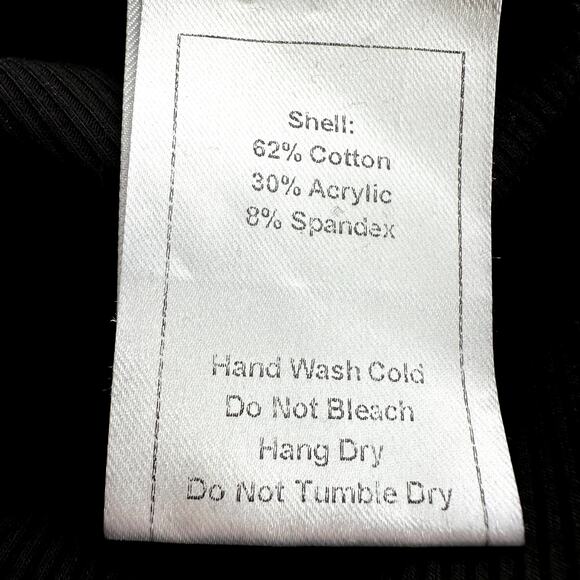 Shell:
62% Cotton
30% Acrylic
8% Spandex
Hand Wash Cold
Do Not Bleach
Hang Dry
Do Not Tumble Dry